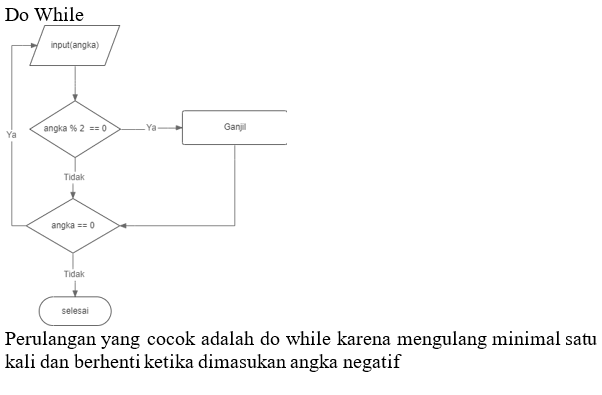 Do While
input(angka)
angka % 2 == 0
Ya
Ganjil
Ya
Tidak
angka == 0
Tidak
selesai
Perulangan yang cocok adalah do while karena mengulang minimal satu
kali dan berhenti ketika dimasukan angka negatif